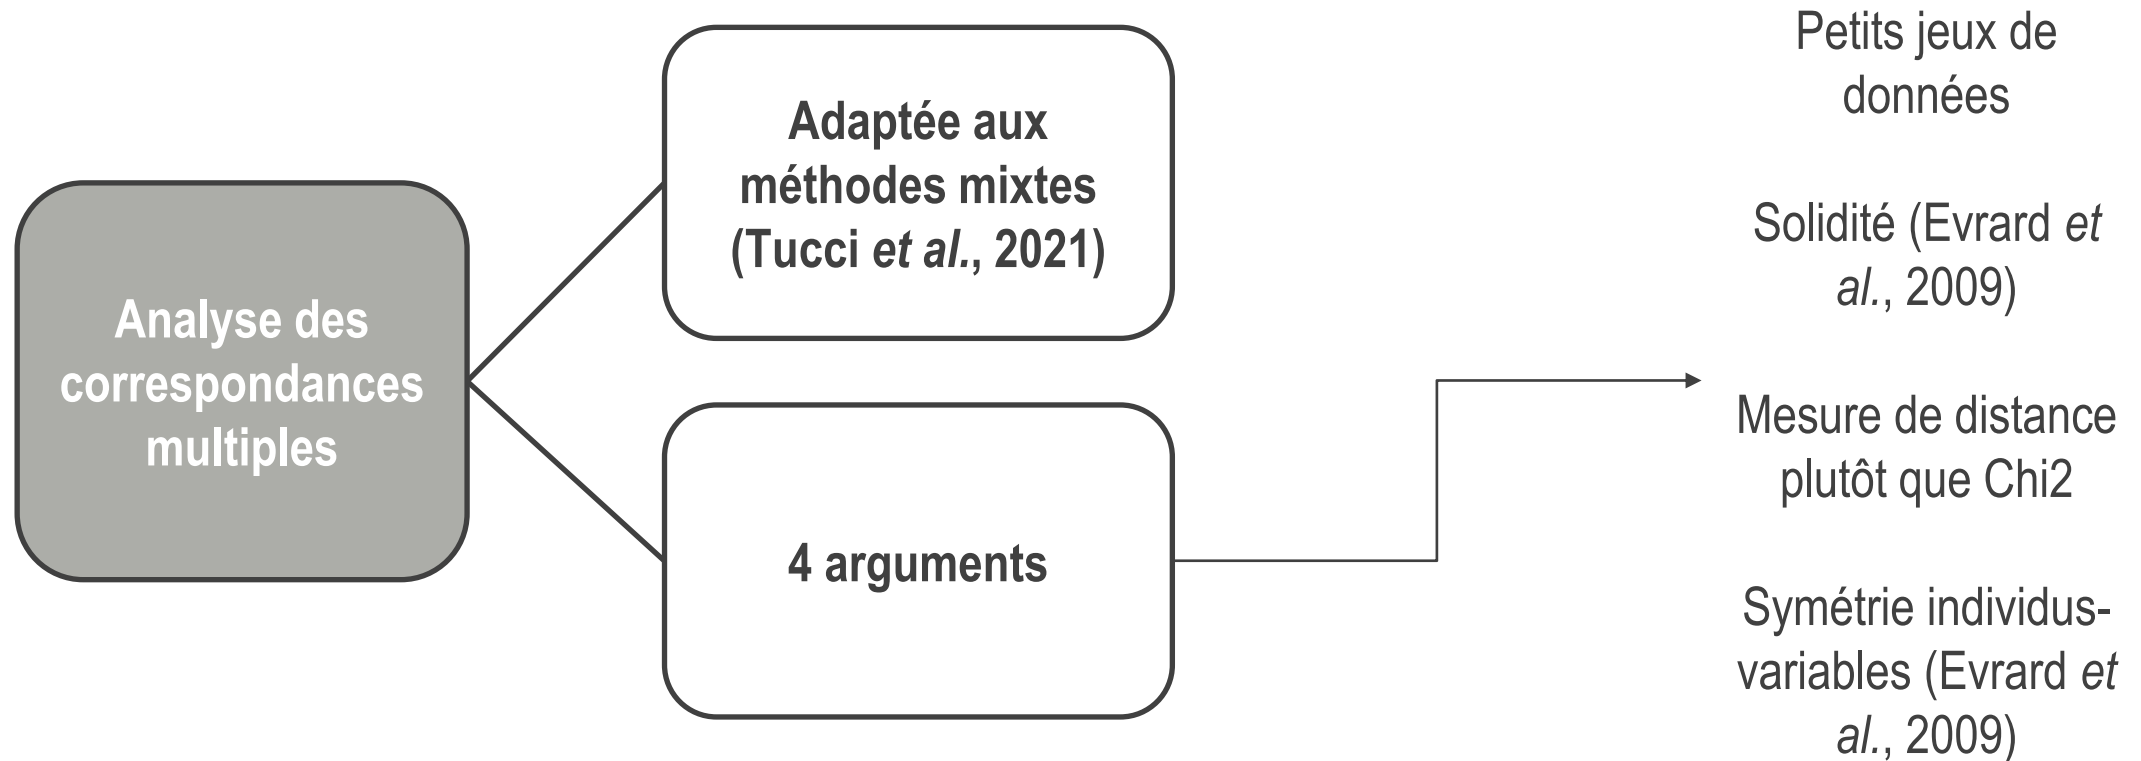 Analyse des
correspondances
multiples
Adaptée aux
méthodes mixtes
(Tucci et al., 2021)
4 arguments
Petits jeux de
données
Solidité (Evrard et
al., 2009)
Mesure de distance
plutôt que Chi2
Symétrie individus-
variables (Evrard et
al., 2009)